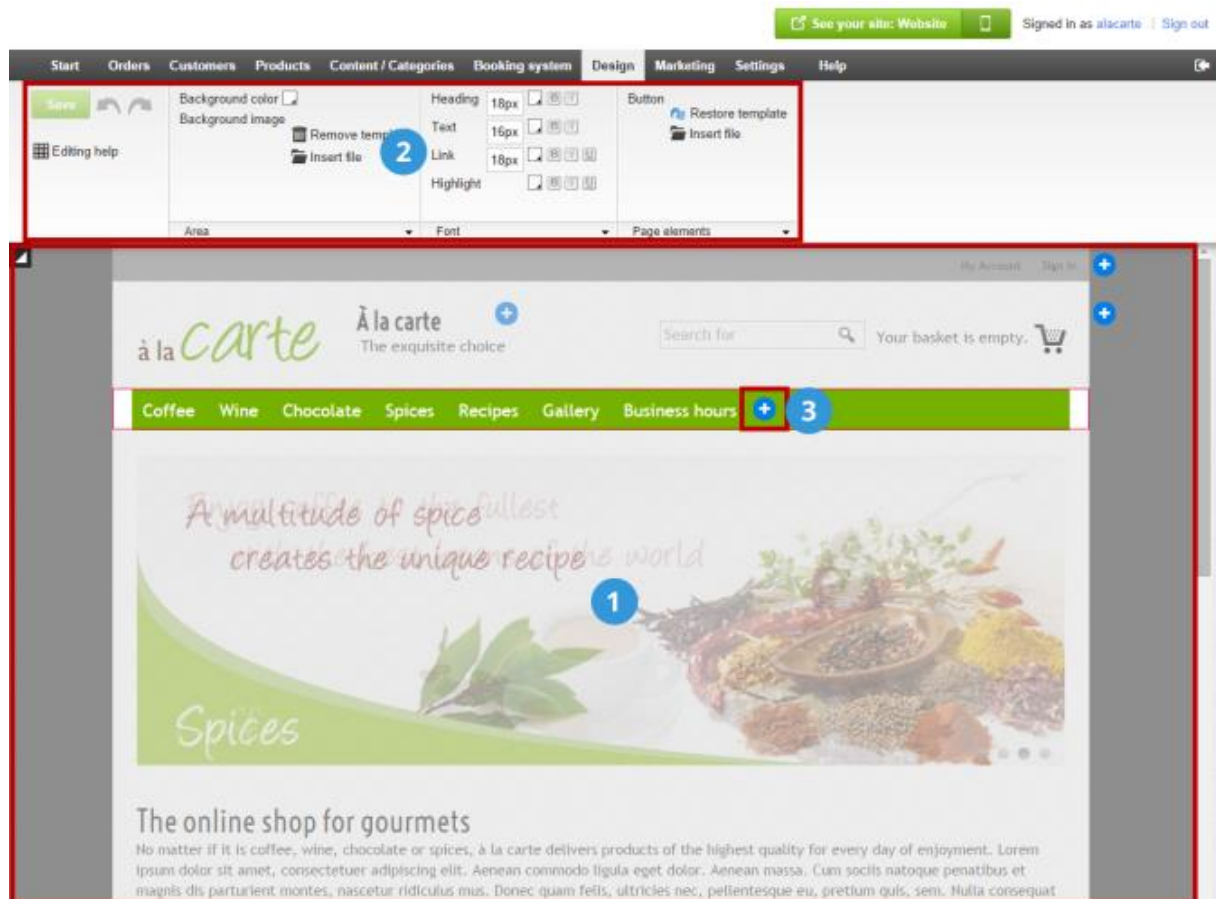 See your site: Website
Signed in as alacarte | Sign out
Start Orders Customers Products Content / Categories Booking system Design Marketing Settings Help
Save
Editing help
Background color
Background image
Remove template
Insert file
Area
2
Heading 18px B I
Text 16px B I
Link 18px B I U
Highlight B I U
Font
Button
Restore template
Insert file
Page elements
My Account Sign in
à la carte
À la carte
The exquisite choice
Search for
Your basket is empty.
Coffee Wine Chocolate Spices Recipes Gallery Business hours
3
A multitude of spice
creates the unique recipe
fullest
the world
1
Spices
The online shop for gourmets
No matter if it is coffee, wine, chocolate or spices, à la carte delivers products of the highest quality for every day of enjoyment. Lorem
ipsum dolor sit amet, consectetuer adipiscing elit. Aenean commodo ligula eget dolor. Aenean massa. Cum sociis natoque penatibus et
magnis dis parturient montes, nascetur ridiculus mus. Donec quam felis, ultricies nec, pellentesque eu, pretium quis, sem. Nulla consequat